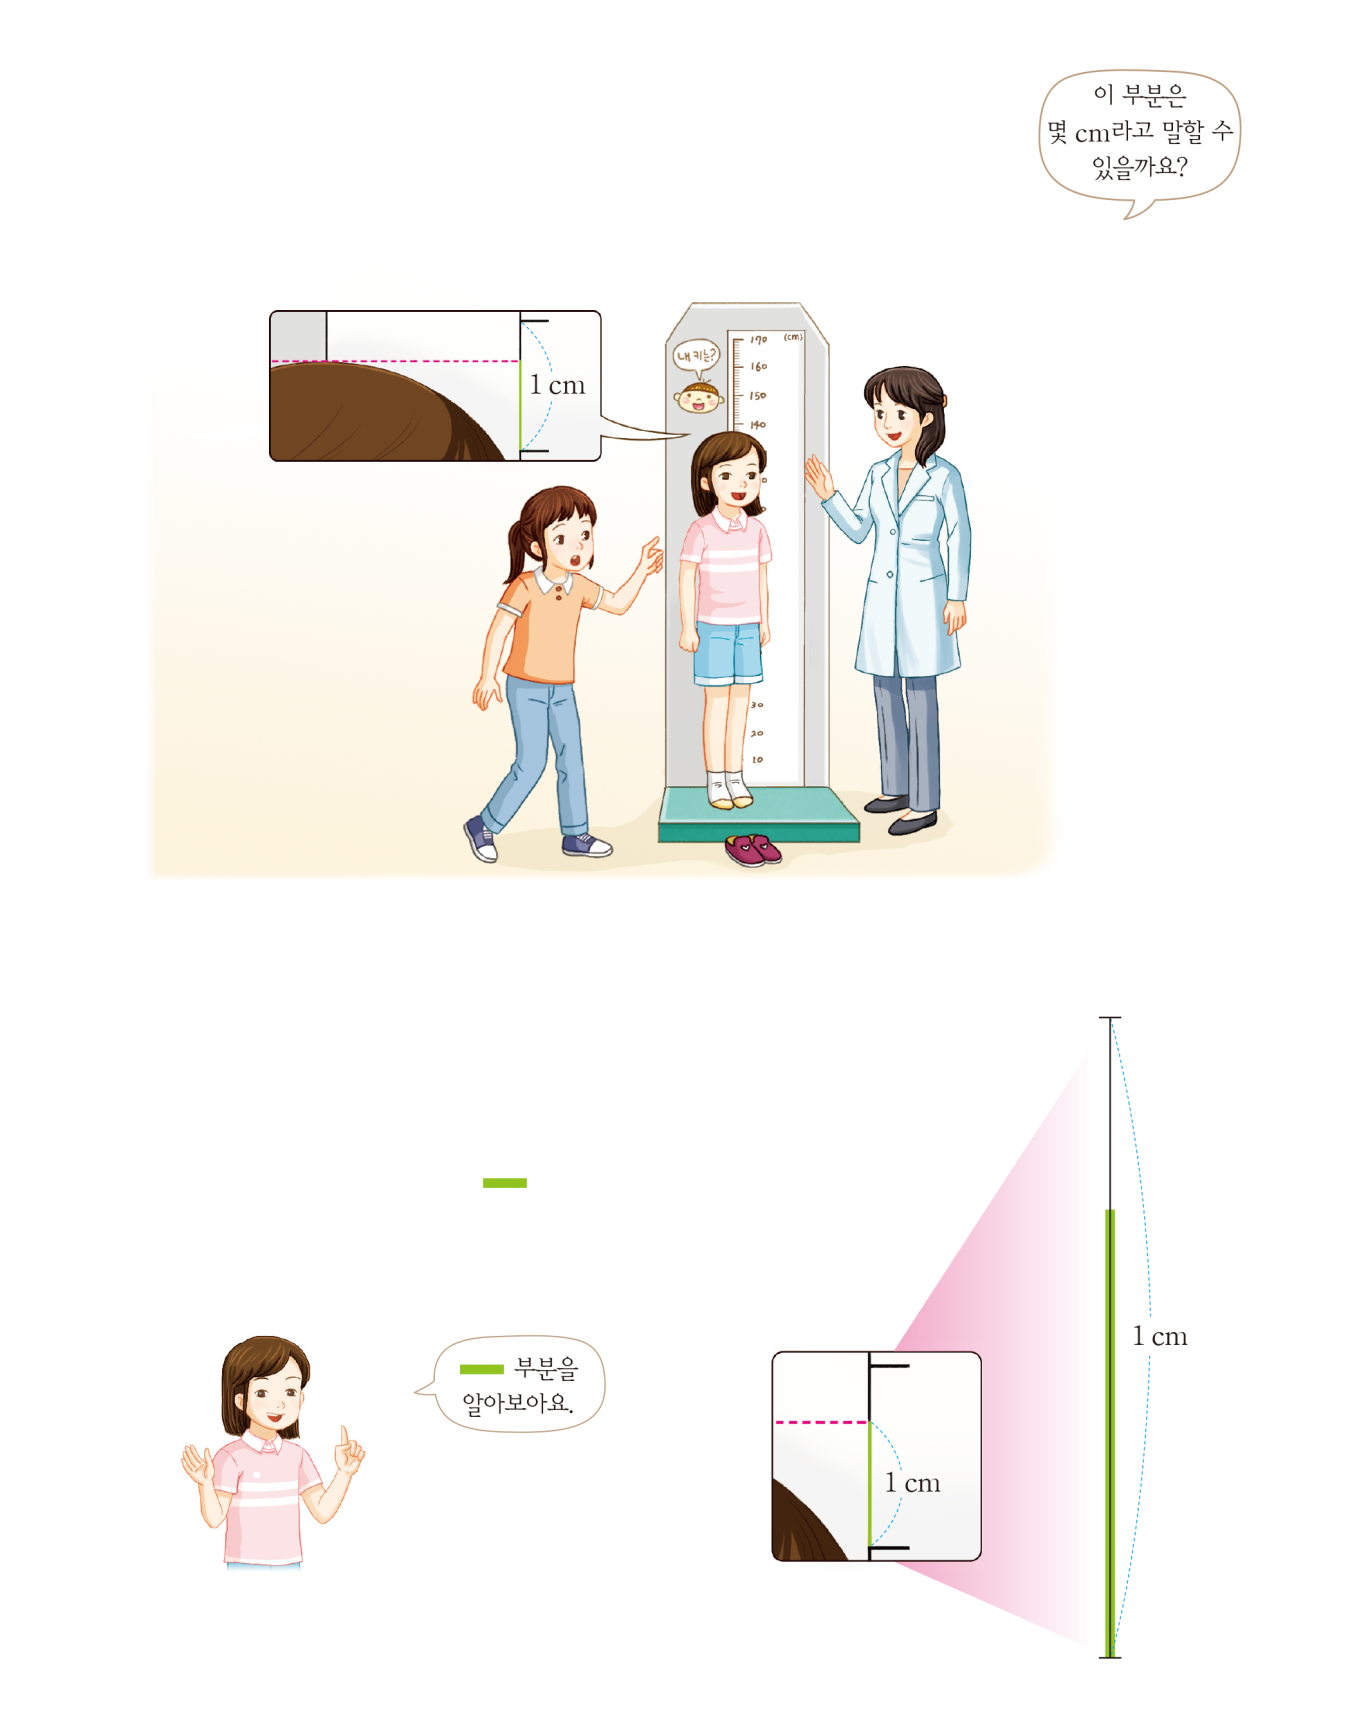 이 부분은
몇 cm라고 말할 수
있을까요?
1 cm
내 키는?
(cm)
170
160
150
140
30
20
10
부분을
알아보아요.
1 cm
1 cm